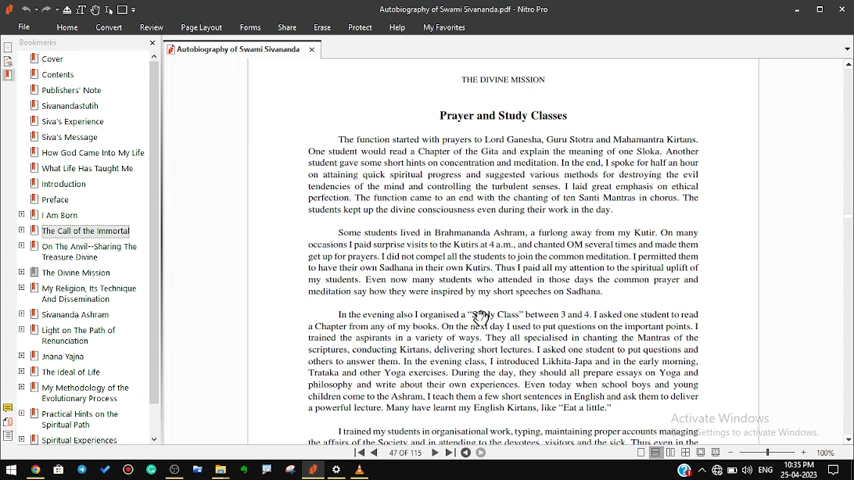 Autobiography of Swami Sivananda.pdf - Nitro Pro
File Home Convert Review Page Layout Forms Share Erase Protect Help My Favorites
Bookmarks
Autobiography of Swami Sivananda
Cover
Contents
Publishers' Note
Sivanandastutih
Siva's Experience
Siva's Message
How God Came Into My Life
What Life Has Taught Me
Introduction
Preface
I Am Born
The Call of the Immortal
On The Anvil--Sharing The
Treasure Divine
The Divine Mission
My Religion, Its Technique
And Dissemination
Sivananda Ashram
Light on The Path of
Renunciation
Jnana Yajna
The Ideal of Life
My Methodology of the
Evolutionary Process
Practical Hints on the
Spiritual Path
Spiritual Experiences
THE DIVINE MISSION
Prayer and Study Classes
The function started with prayers to Lord Ganesha, Guru Stotra and Mahamantra Kirtans.
One student would read a Chapter of the Gita and explain the meaning of one Sloka. Another
student gave some short hints on concentration and meditation. In the end, I spoke for half an hour
on attaining quick spiritual progress and suggested various methods for destroying the evil
tendencies of the mind and controlling the turbulent senses. I laid great emphasis on ethical
perfection. The function came to an end with the chanting of ten Santi Mantras in chorus. The
students kept up the divine consciousness even during their work in the day.
Some students lived in Brahmananda Ashram, a furlong away from my Kutir. On many
occasions I paid surprise visits to the Kutirs at 4 a.m., and chanted OM several times and made them
get up for prayers. I did not compel all the students to join the common meditation. I permitted them
to have their own Sadhana in their own Kutirs. Thus I paid all my attention to the spiritual uplift of
my students. Even now many students who attended in those days the common prayer and
meditation say how they were inspired by my short speeches on Sadhana.
In the evening also I organised a “Study Class” between 3 and 4. I asked one student to read
a Chapter from any of my books. On the next day I used to put questions on the important points. I
trained the aspirants in a variety of ways. They all specialised in chanting the Mantras of the
scriptures, conducting Kirtans, delivering short lectures. I asked one student to put questions and
others to answer them. In the evening class, I introduced Likhita-Japa and in the early morning,
Trataka and other Yoga exercises. During the day, they should all prepare essays on Yoga and
philosophy and write about their own experiences. Even today when school boys and young
children come to the Ashram, I teach them a few short sentences in English and ask them to deliver
a powerful lecture. Many have learnt my English Kirtans, like “Eat a little.”
I trained my students in organisational work, typing, maintaining proper accounts managing
the affairs of the Society and in attending to the devotees, visitors and the sick. Thus even in the
Activate Windows
Settings to activate Windows.
47 OF 115
100%
ENG
10:35 PM
25-04-2023